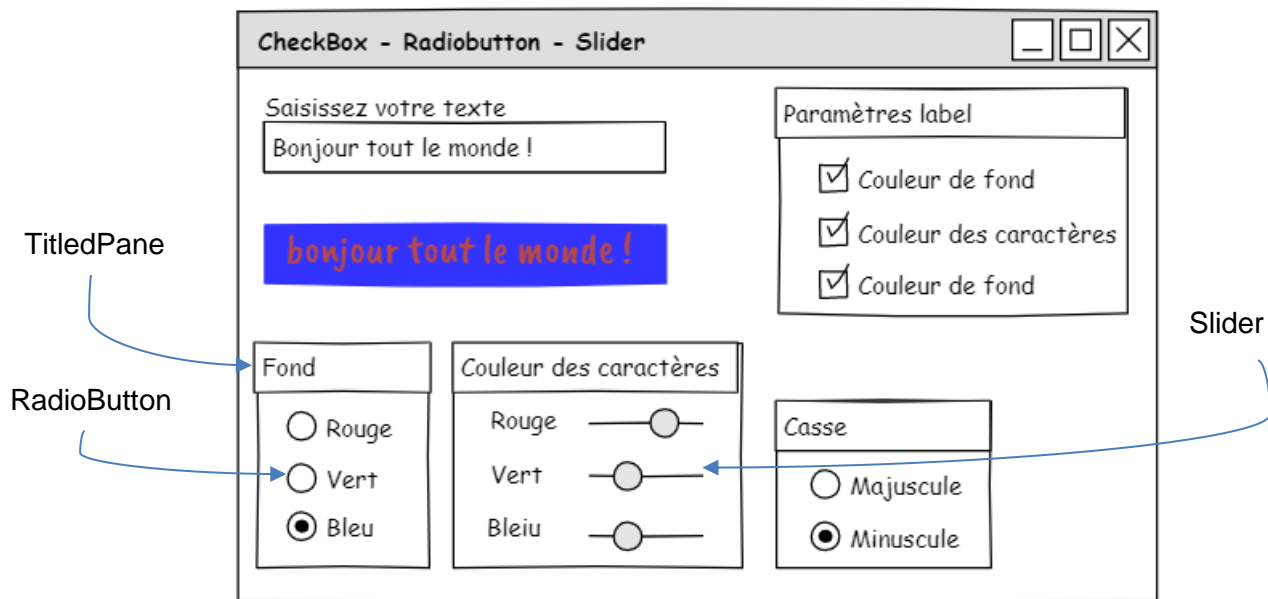 CheckBox - Radiobutton - Slider
Saisissez votre texte
Bonjour tout le monde !
bonjour tout le monde !
Paramètres label
Couleur de fond
Couleur des caractères
Couleur de fond
TitledPane
RadioButton
Slider
Fond
Rouge
Vert
Bleu
Couleur des caractères
Rouge
Vert
Bleiu
Casse
Majuscule
Minuscule